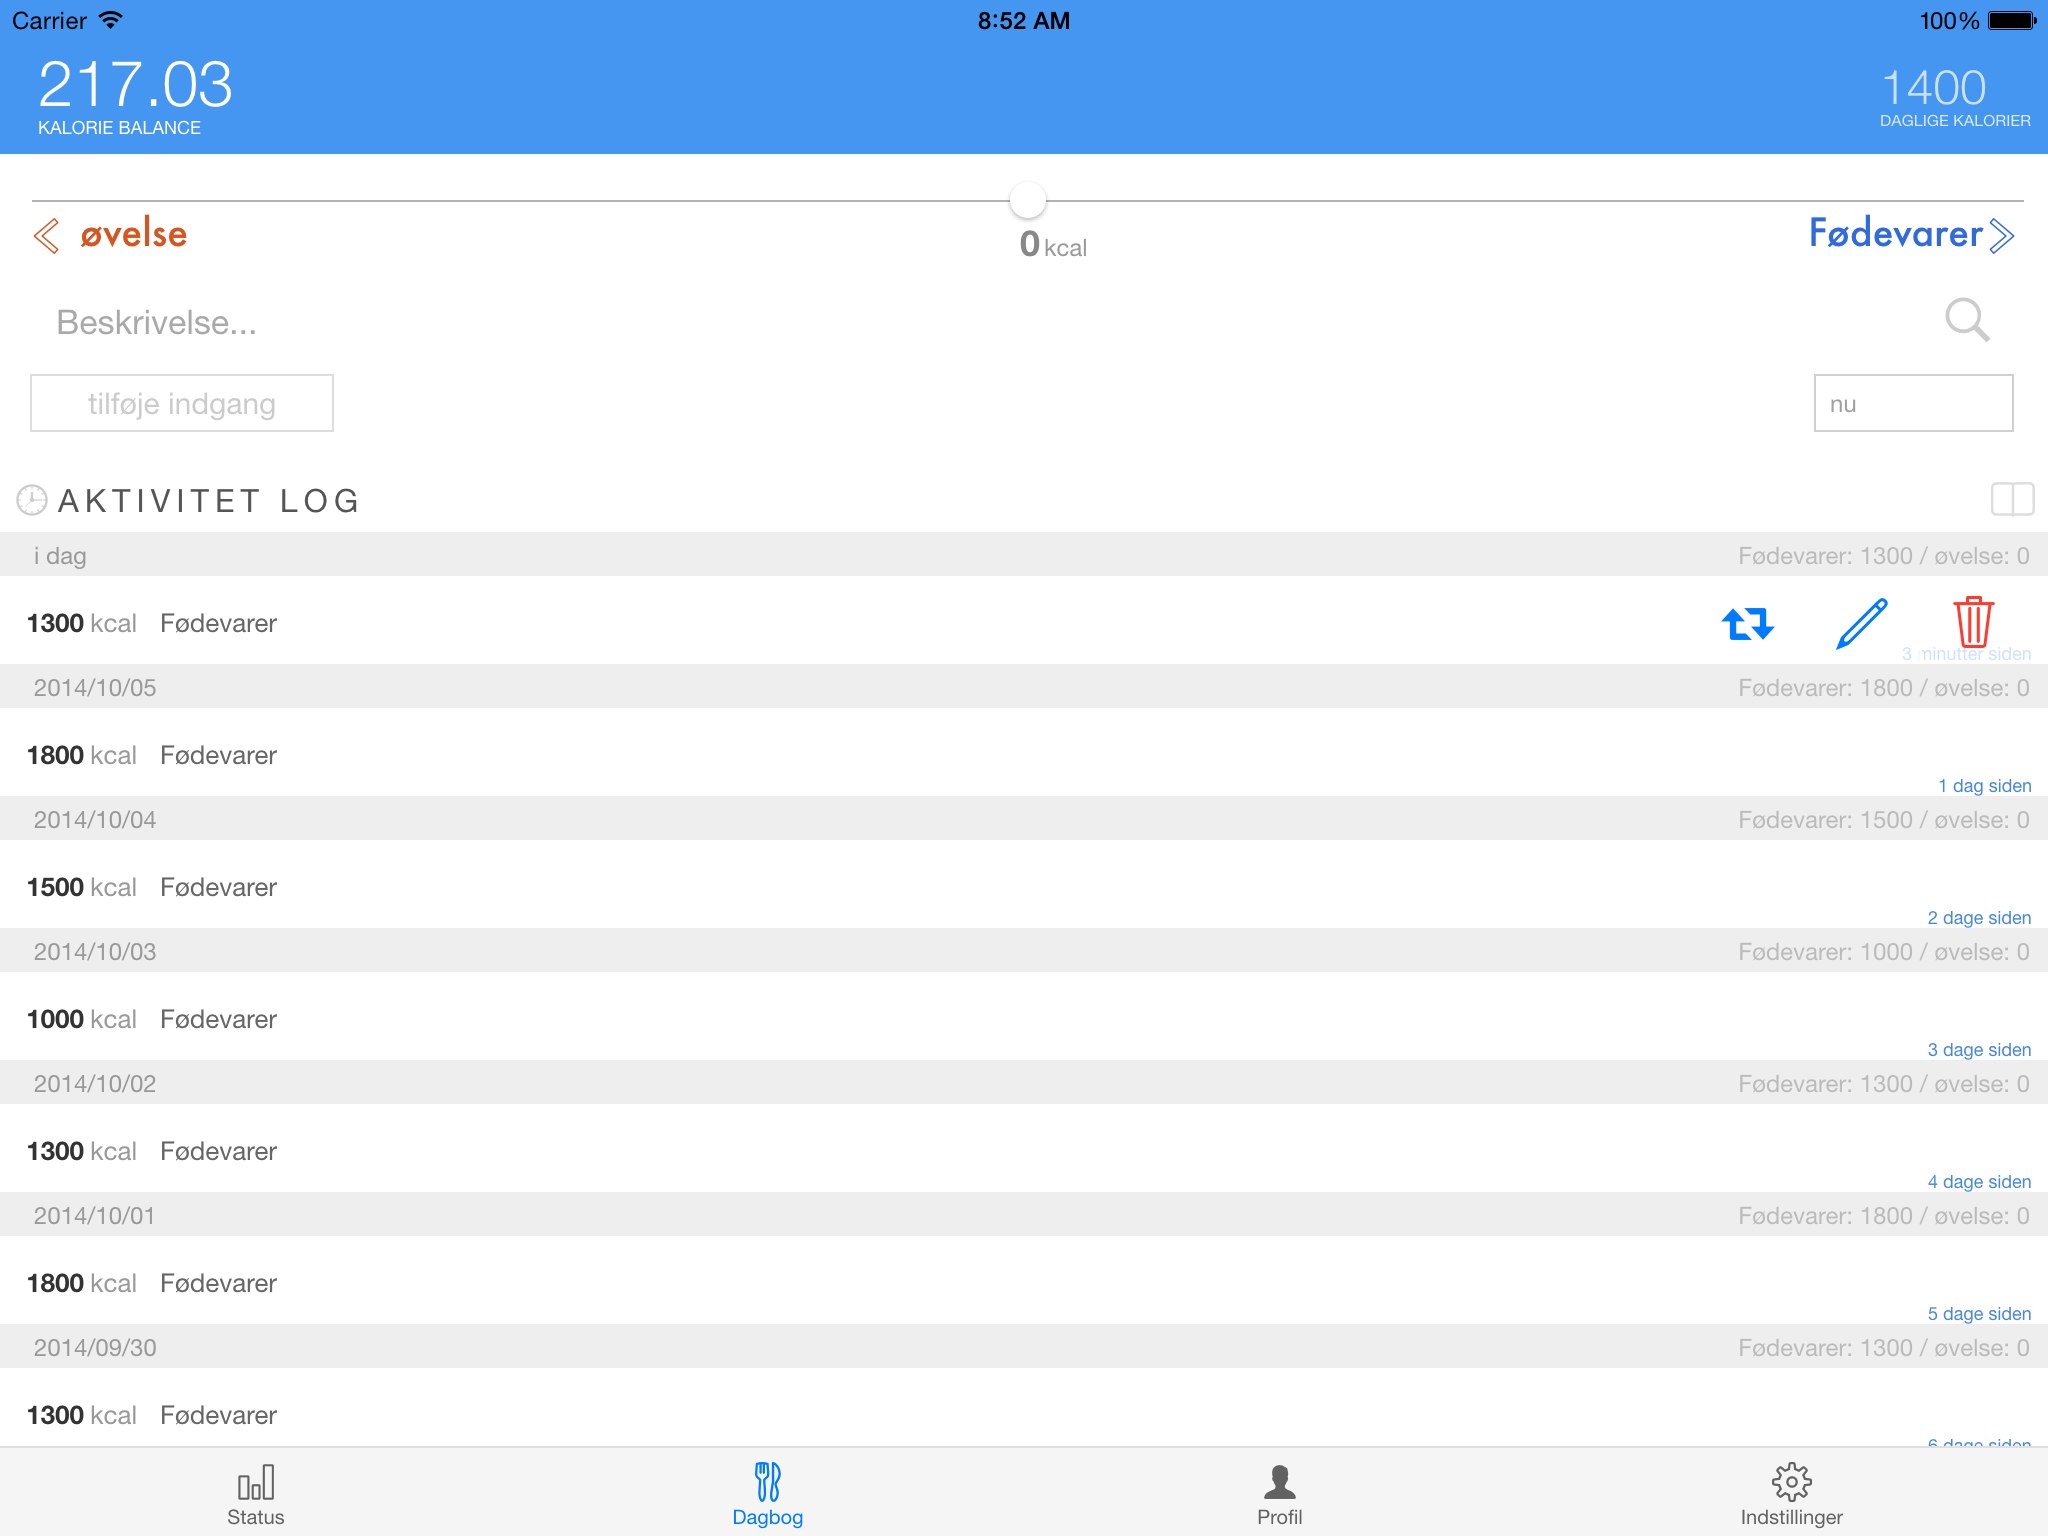 Carrier 8:52 AM 100%
217.03 1400
KALORIE BALANCE DAGLIGE KALORIER
øvelse Fødevarer
0 kcal
Beskrivelse...
tilføje indgang nu
AKTIVITET LOG
i dag Fødevarer: 1300 / øvelse: 0
1300 kcal Fødevarer
3 minutter siden
2014/10/05 Fødevarer: 1800 / øvelse: 0
1800 kcal Fødevarer
1 dag siden
2014/10/04 Fødevarer: 1500 / øvelse: 0
1500 kcal Fødevarer
2 dage siden
2014/10/03 Fødevarer: 1000 / øvelse: 0
1000 kcal Fødevarer
3 dage siden
2014/10/02 Fødevarer: 1300 / øvelse: 0
1300 kcal Fødevarer
4 dage siden
2014/10/01 Fødevarer: 1800 / øvelse: 0
1800 kcal Fødevarer
5 dage siden
2014/09/30 Fødevarer: 1300 / øvelse: 0
1300 kcal Fødevarer
6 dage siden
Status Dagbog Profil Indstillinger